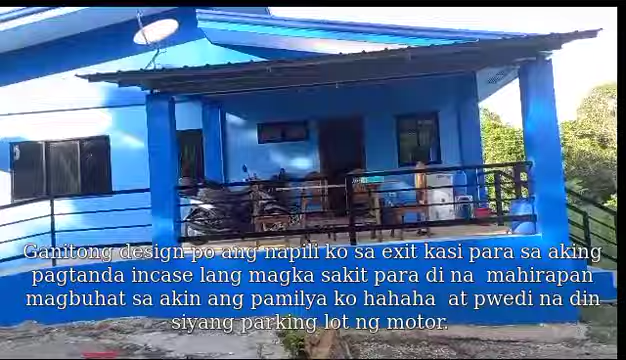 Ganitong design po ang napili ko sa exit kasi para sa aking
pagtanda incase lang magka sakit para di na mahirapan
magbuhat sa akin ang pamilya ko hahaha at pwedi na din
siyang parking lot ng motor.